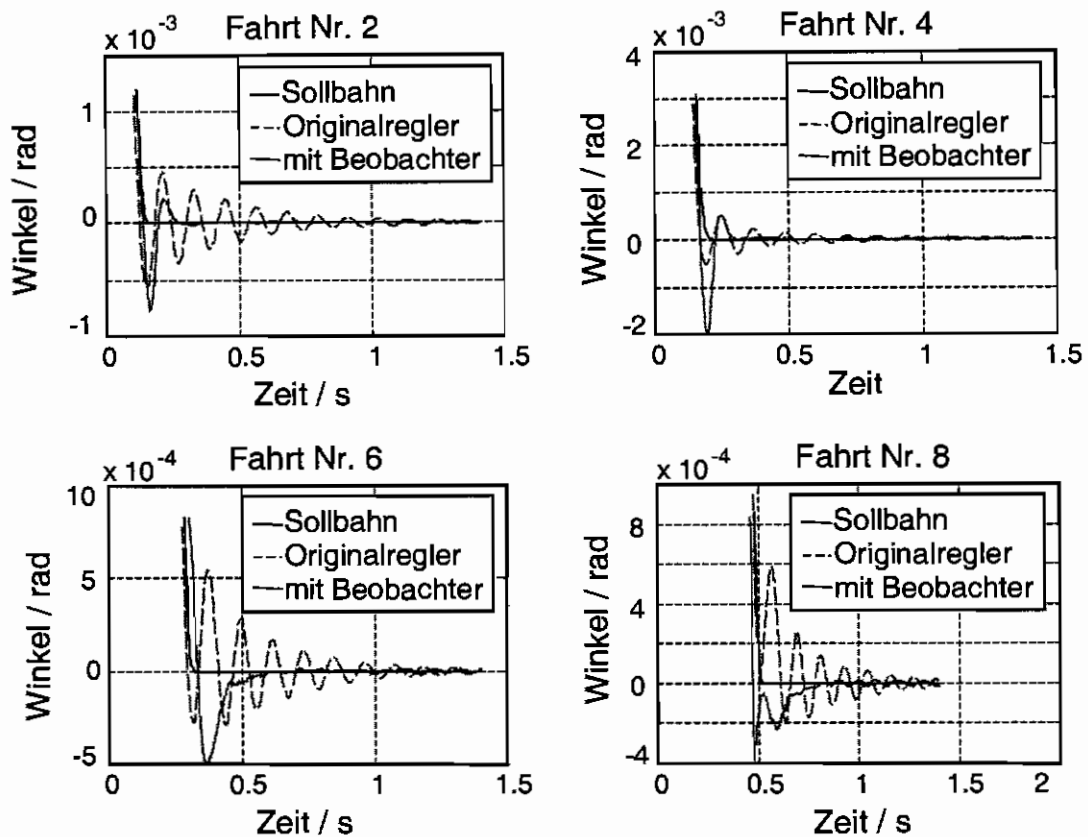 x 10-3
Fahrt Nr. 2
Winkel / rad
1
0
-1
Sollbahn
Originalregler
mit Beobachter
0
0.5
1
1.5
Zeit / s
x 10-3
Fahrt Nr. 4
Winkel / rad
4
2
0
-2
Sollbahn
Originalregler
mit Beobachter
0
0.5
1
1.5
Zeit
x 10-4
Fahrt Nr. 6
Winkel / rad
10
5
0
-5
Sollbahn
Originalregler
mit Beobachter
0
0.5
1
1.5
Zeit / s
x 10-4
Fahrt Nr. 8
Winkel / rad
8
4
0
-4
Sollbahn
Originalregler
mit Beobachter
0
0.5
1
1.5
2
Zeit / s